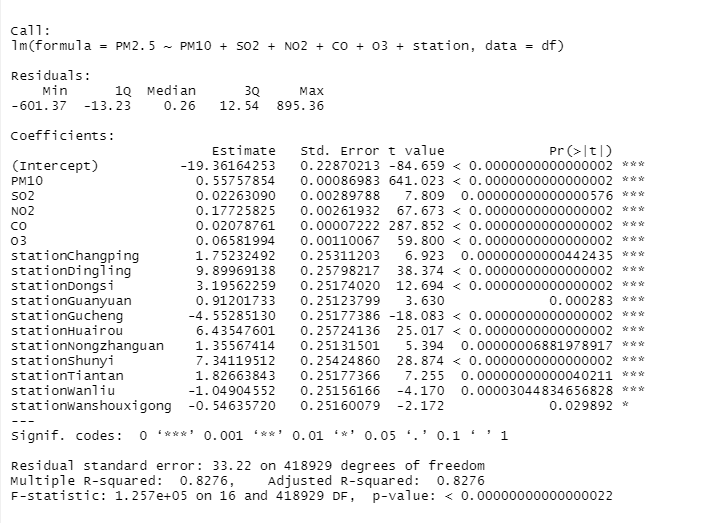 Call:
lm(formula = PM2.5 ~ PM10 + SO2 + NO2 + CO + O3 + station, data = df)
Residuals:
Min 1Q Median 3Q Max
-601.37 -13.23 0.26 12.54 895.36
Coefficients:
Estimate Std. Error t value Pr(>|t|)
(Intercept) -19.36164253 0.22870213 -84.659 < 0.0000000000000002 ***
PM10 0.55757854 0.00086983 641.023 < 0.0000000000000002 ***
SO2 0.02263090 0.00289788 7.809 0.00000000000000576 ***
NO2 0.17725825 0.00261932 67.673 < 0.0000000000000002 ***
CO 0.02078761 0.00007222 287.852 < 0.0000000000000002 ***
O3 0.06581994 0.00110067 59.800 < 0.0000000000000002 ***
stationChangping 1.75232492 0.25311203 6.923 0.00000000000442435 ***
stationDingling 9.89969138 0.25798217 38.374 < 0.0000000000000002 ***
stationDongsi 3.19562259 0.25174020 12.694 < 0.0000000000000002 ***
stationGuanyuan 0.91201733 0.25123799 3.630 0.000283 ***
stationGucheng -4.55285130 0.25177386 -18.083 < 0.0000000000000002 ***
stationHuairou 6.43547601 0.25724136 25.017 < 0.0000000000000002 ***
stationNongzhanguan 1.35567414 0.25131501 5.394 0.00000006881978917 ***
stationShunyi 7.34119512 0.25424860 28.874 < 0.0000000000000002 ***
stationTiantan 1.82663843 0.25177366 7.255 0.00000000000040211 ***
stationWanliu -1.04904552 0.25156166 -4.170 0.00003044834656828 ***
stationWanshouxigong -0.54635720 0.25160079 -2.172 0.029892 *
---
Signif. codes: 0 ‘***’ 0.001 ‘**’ 0.01 ‘*’ 0.05 ‘.’ 0.1 ‘ ’ 1
Residual standard error: 33.22 on 418929 degrees of freedom
Multiple R-squared: 0.8276, Adjusted R-squared: 0.8276
F-statistic: 1.257e+05 on 16 and 418929 DF, p-value: < 0.00000000000000022